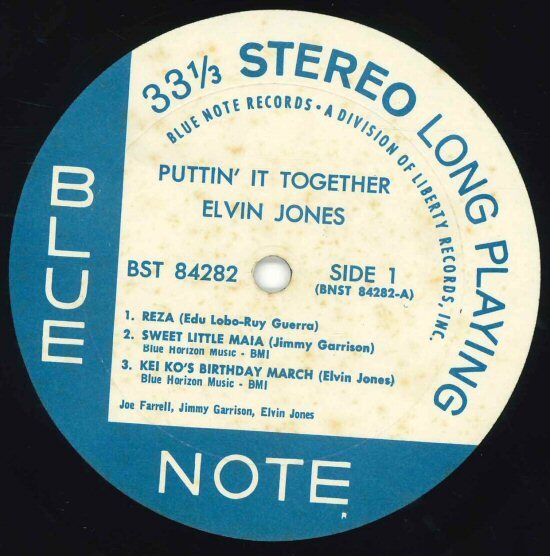 33 1/3 STEREO LONG PLAYING
BLUE NOTE RECORDS • A DIVISION OF LIBERTY RECORDS, INC.
PUTTIN' IT TOGETHER
ELVIN JONES
BST 84282
SIDE 1
(BNST 84282-A)
1. REZA (Edu Lobo-Ruy Guerra)
2. SWEET LITTLE MAIA (Jimmy Garrison)
Blue Horizon Music - BMI
3. KEI KO'S BIRTHDAY MARCH (Elvin Jones)
Blue Horizon Music - BMI
Joe Farrell, Jimmy Garrison, Elvin Jones
BLUE
NOTE
R